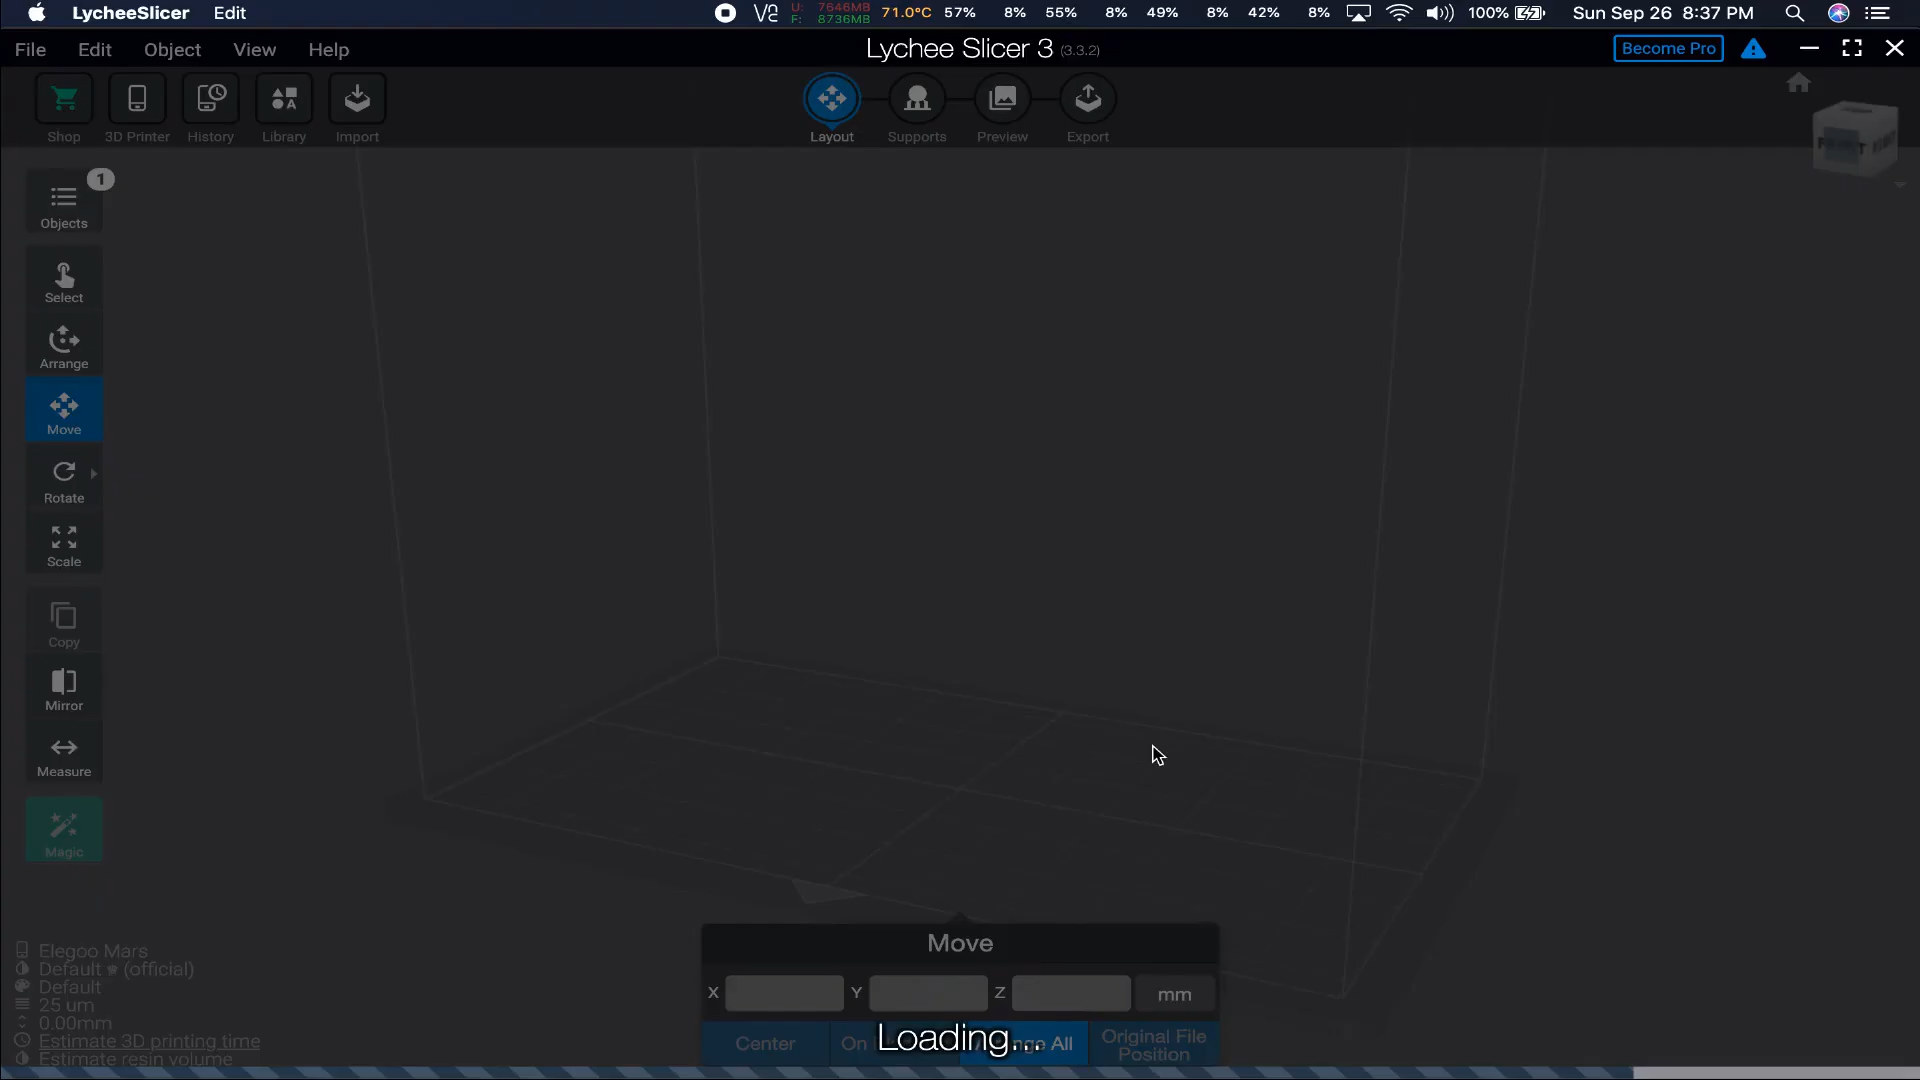 LycheeSlicer Edit U: 7646MB F: 8736MB 71.0°C 57% 8% 55% 8% 49% 8% 42% 8% 100% Sun Sep 26 8:37 PM
File Edit Object View Help Lychee Slicer 3 (3.3.2) Become Pro
Shop 3D Printer History Library Import Layout Supports Preview Export
FRONT
1
Objects
Select
Arrange
Move
Rotate
Scale
Copy
Mirror
Measure
Magic
Elegoo Mars
Default (official)
Default
25 um
0.00mm
Estimate 3D printing time
Estimate resin volume
Move
X Y Z mm
Center On Loading... nge All Original File Position